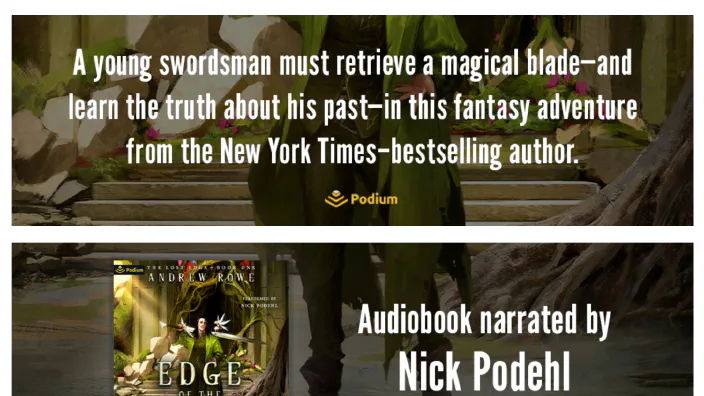 A young swordsman must retrieve a magical blade—and
learn the truth about his past—in this fantasy adventure
from the New York Times–bestselling author.
Podium
Podium
THE LOST EDGE • BOOK ONE
ANDREW ROWE
PERFORMED BY
NICK PODEHL
EDGE
OF THE
Audiobook narrated by
Nick Podehl